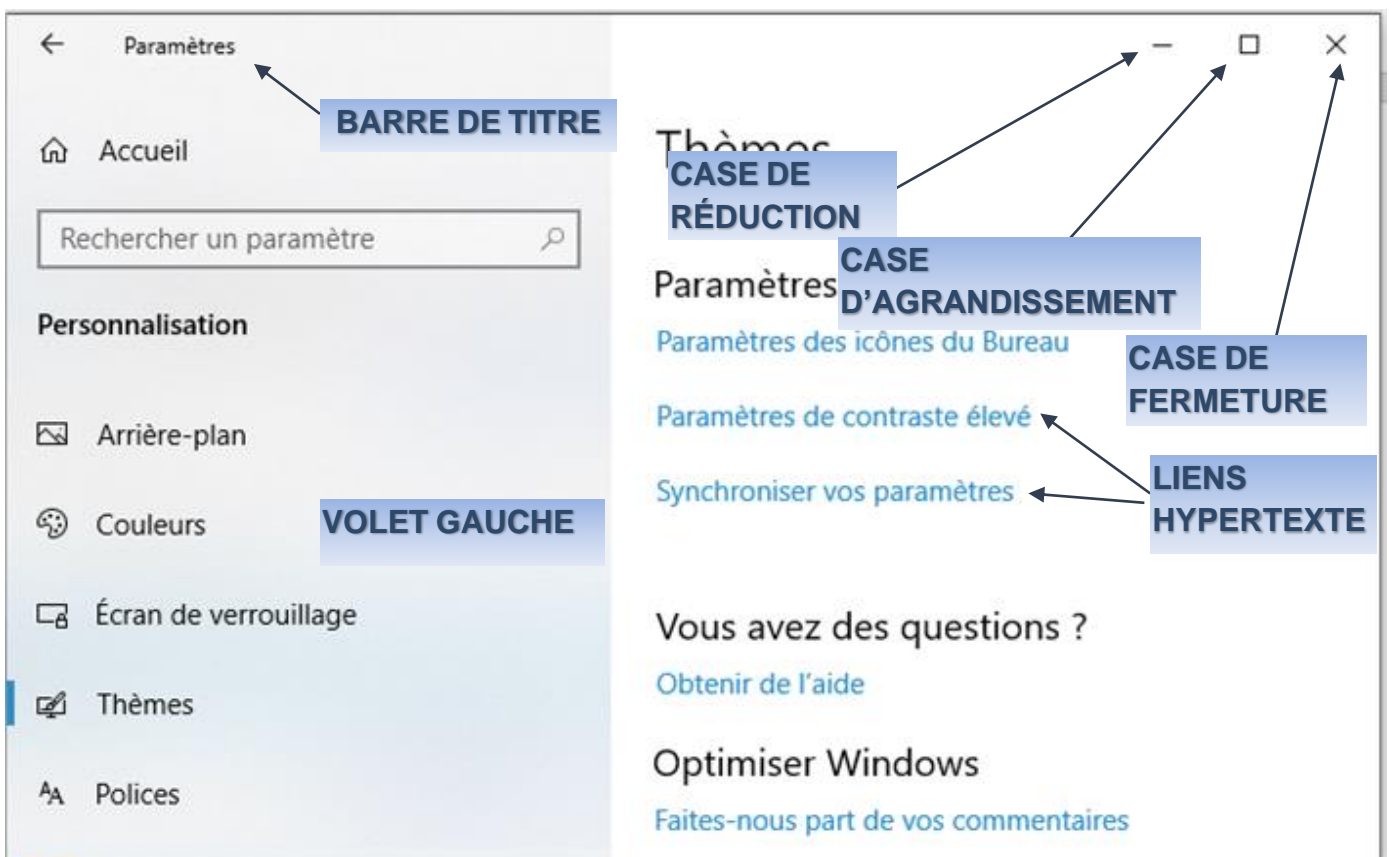 Paramètres
BARRE DE TITRE
Accueil
Rechercher un paramètre
Personnalisation
Arrière-plan
Couleurs
VOLET GAUCHE
Écran de verrouillage
Thèmes
Polices
Thèmes
CASE DE
RÉDUCTION
CASE
D'AGRANDISSEMENT
CASE DE
FERMETURE
Paramètres
Paramètres des icônes du Bureau
Paramètres de contraste élevé
Synchroniser vos paramètres
LIENS
HYPERTEXTE
Vous avez des questions ?
Obtenir de l'aide
Optimiser Windows
Faites-nous part de vos commentaires